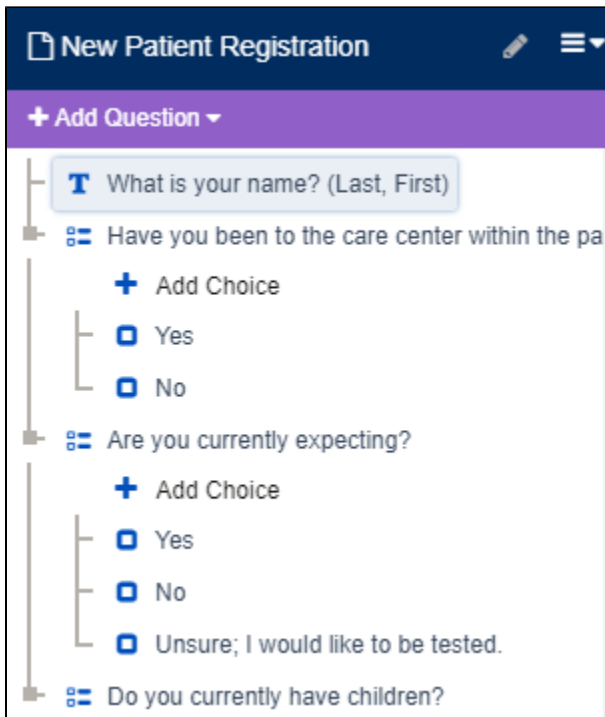 New Patient Registration
Add Question
T What is your name? (Last, First)
Have you been to the care center within the
Add Choice
Yes
No
Are you currently expecting?
Add Choice
Yes
No
Unsure; I would like to be tested.
Do you currently have children?